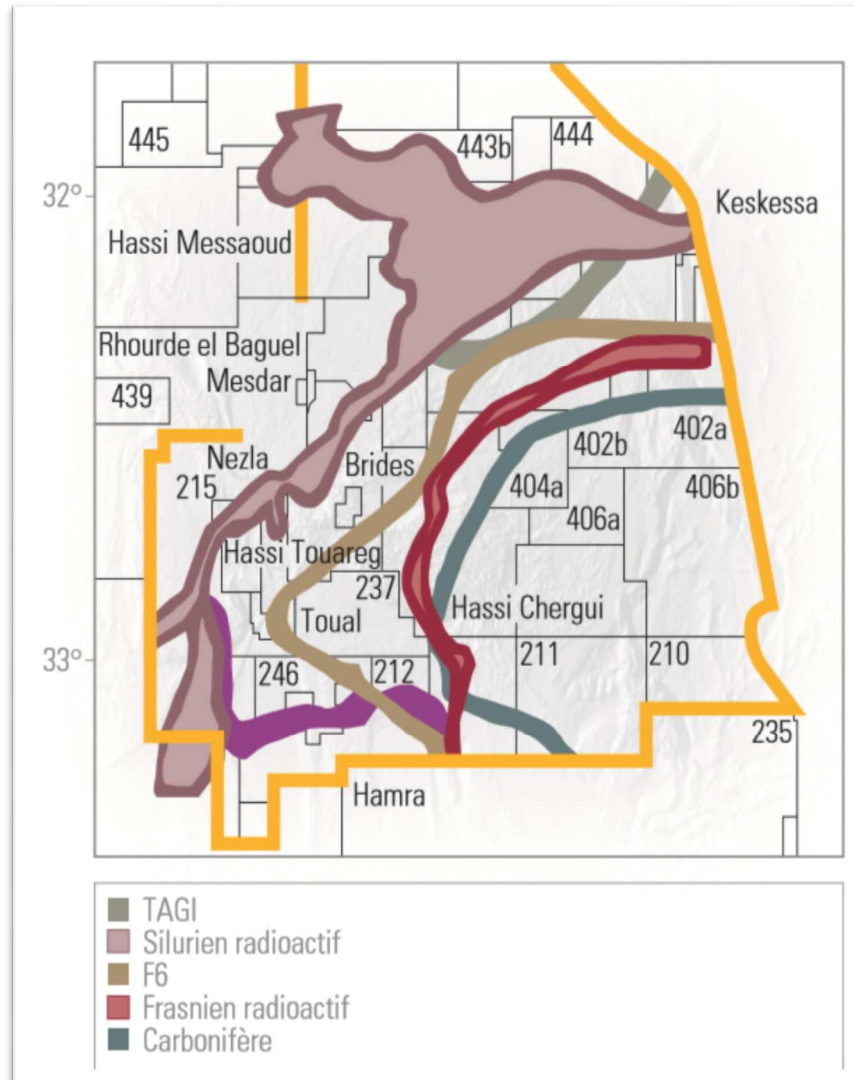 445
443b
444
32°
Keskessa
Hassi Messaoud
Rhourde el Baguel
Mesdar
439
402a
402b
Nezla
Brides
215
404a
406b
406a
Hassi Touareg
237
Hassi Chergui
Toual
33°
246
212
211
210
235
Hamra
TAGI
Silurien radioactif
F6
Frasnien radioactif
Carbonifère